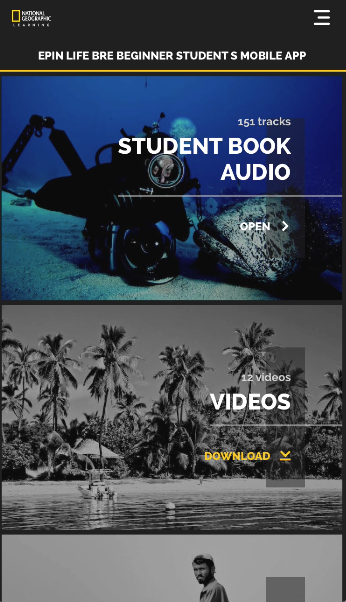 NATIONAL
GEOGRAPHIC
LEARNING
EPIN LIFE BRE BEGINNER STUDENT S MOBILE APP
151 tracks
STUDENT BOOK
AUDIO
OPEN
12 videos
VIDEOS
DOWNLOAD